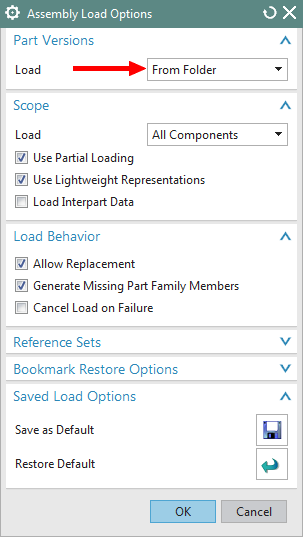 Assembly Load Options
Part Versions
Load From Folder
Scope
Load All Components
Use Partial Loading
Use Lightweight Representations
Load Interpart Data
Load Behavior
Allow Replacement
Generate Missing Part Family Members
Cancel Load on Failure
Reference Sets
Bookmark Restore Options
Saved Load Options
Save as Default
Restore Default
OK Cancel